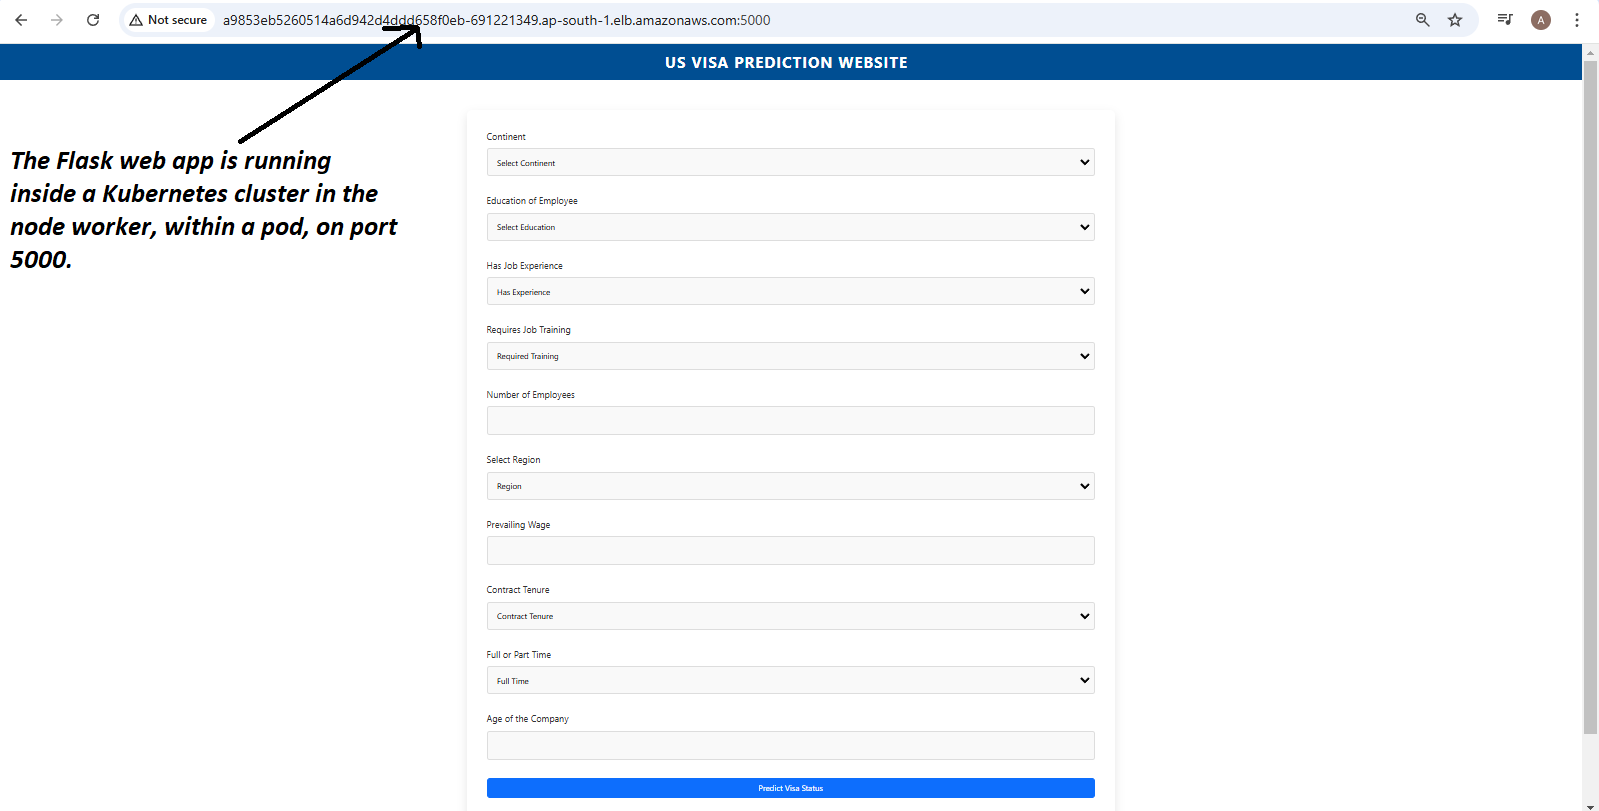 Not secure
a9853eb5260514a6d942d4ddd658f0eb-691221349.ap-south-1.elb.amazonaws.com:5000
A
US VISA PREDICTION WEBSITE
The Flask web app is running
inside a Kubernetes cluster in the
node worker, within a pod, on port
5000.
Continent
Select Continent
Education of Employee
Select Education
Has Job Experience
Has Experience
Requires Job Training
Required Training
Number of Employees
Select Region
Region
Prevailing Wage
Contract Tenure
Contract Tenure
Full or Part Time
Full Time
Age of the Company
Predict Visa Status